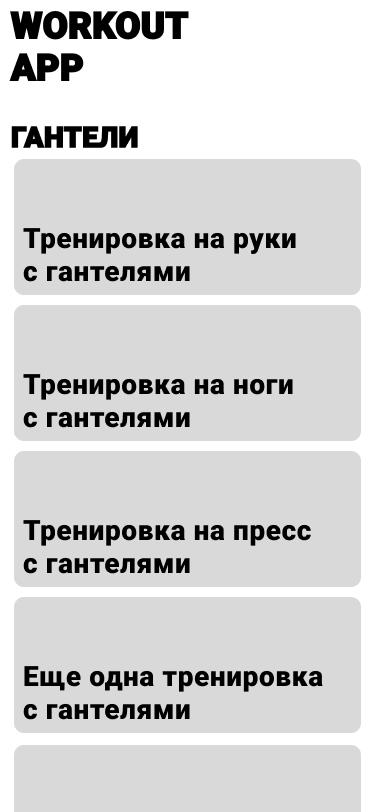 WORKOUT
APP
ГАНТЕЛИ
Тренировка на руки
с гантелями
Тренировка на ноги
с гантелями
Тренировка на пресс
с гантелями
Еще одна тренировка
с гантелями